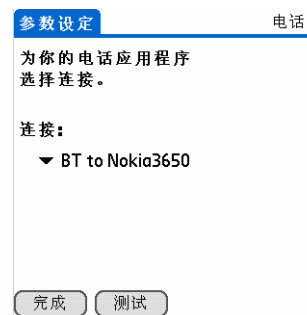 参数设定 电话
为你的电话应用程序
选择连接。
连接：
BT to Nokia3650
完成 测试